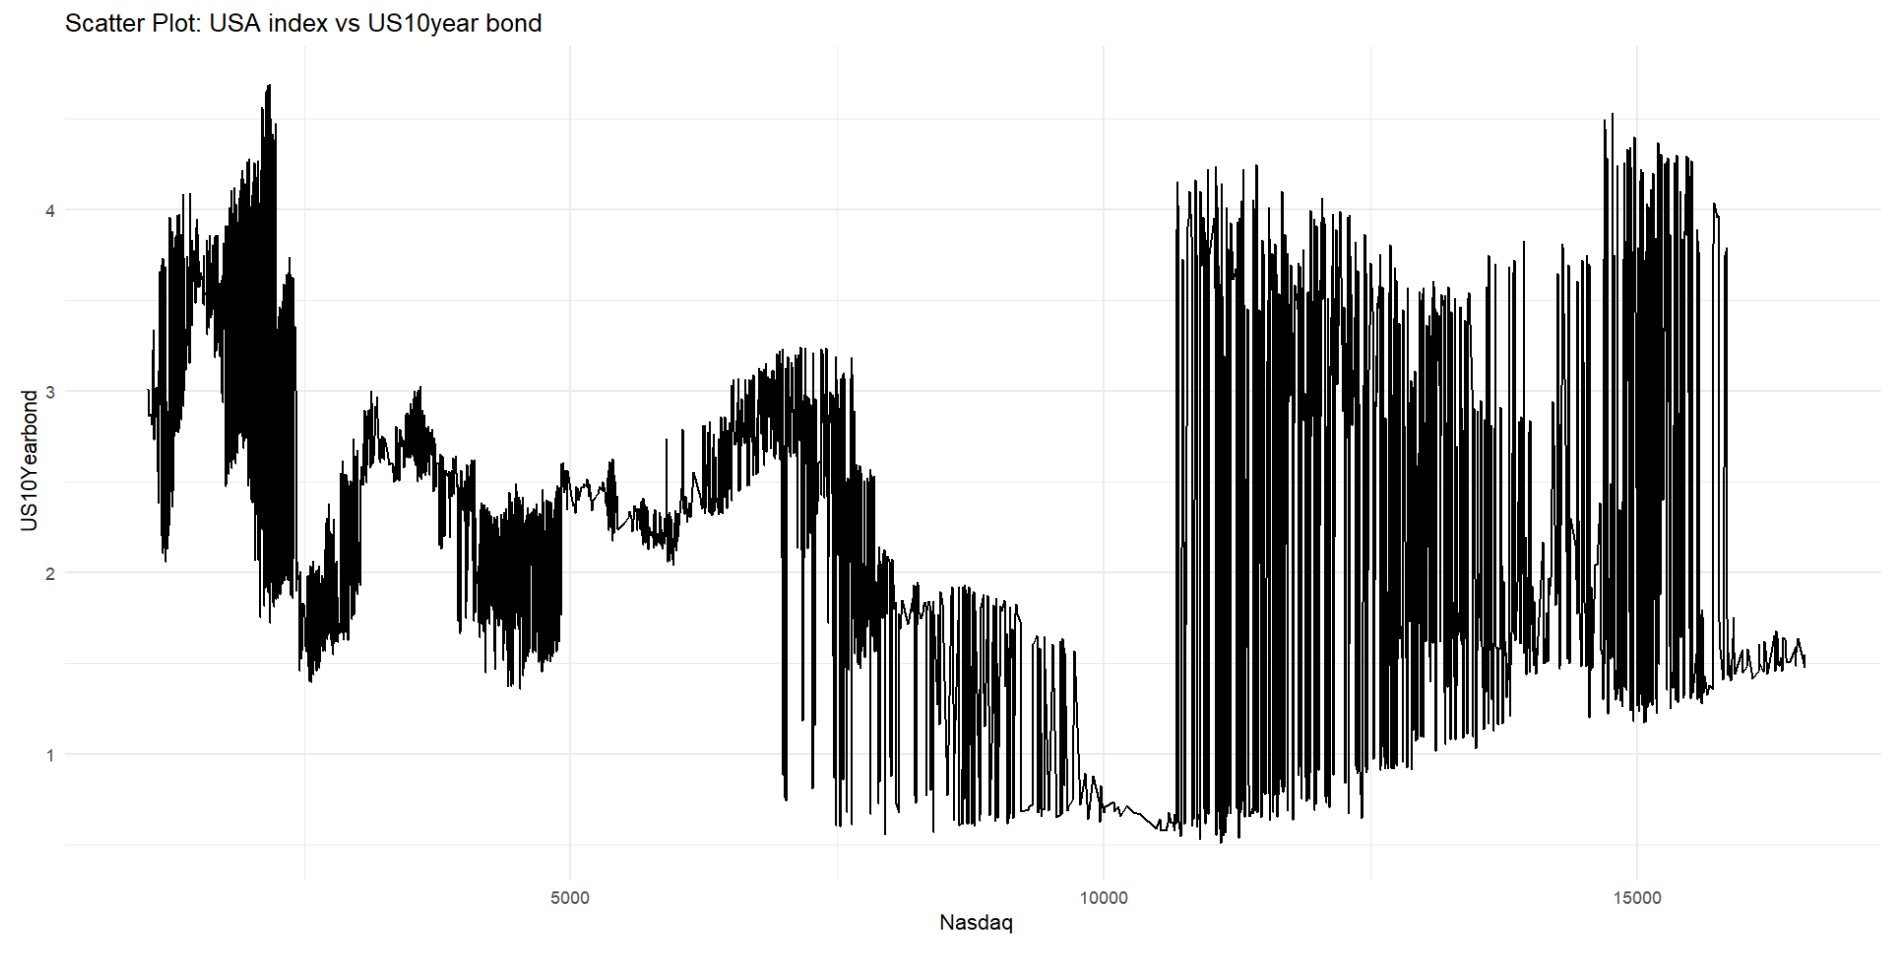 Scatter Plot: USA index vs US10year bond
US10Yearbond
4
3
2
1
5000
10000
15000
Nasdaq